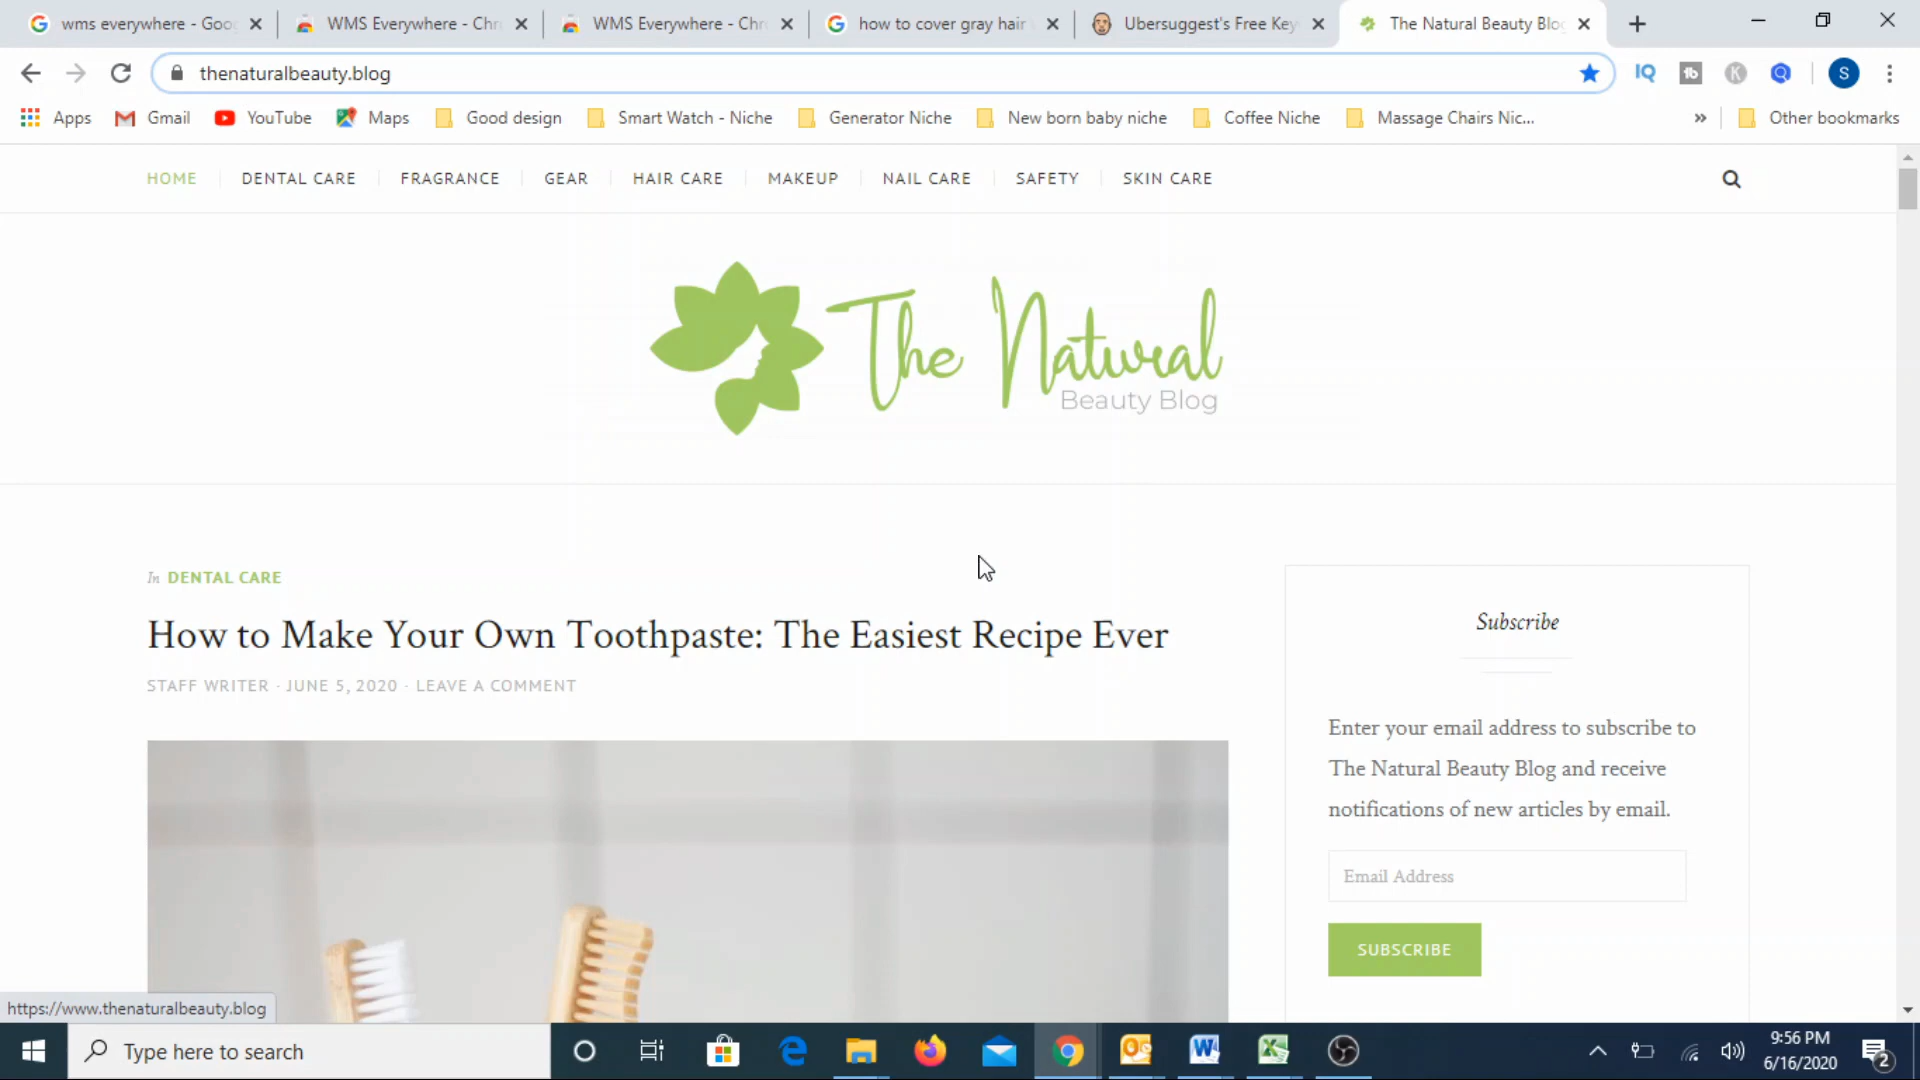 wms everywhere - Goo
WMS Everywhere - Chr
WMS Everywhere - Chr
how to cover gray hair
Ubersuggest's Free Key
The Natural Beauty Blo
thenaturalbeauty.blog
IQ
tb
K
S
Apps
Gmail
YouTube
Maps
Good design
Smart Watch - Niche
Generator Niche
New born baby niche
Coffee Niche
Massage Chairs Nic...
»
Other bookmarks
HOME
DENTAL CARE
FRAGRANCE
GEAR
HAIR CARE
MAKEUP
NAIL CARE
SAFETY
SKIN CARE
The Natural
Beauty Blog
In DENTAL CARE
How to Make Your Own Toothpaste: The Easiest Recipe Ever
STAFF WRITER · JUNE 5, 2020 · LEAVE A COMMENT
Subscribe
Enter your email address to subscribe to
The Natural Beauty Blog and receive
notifications of new articles by email.
Email Address
SUBSCRIBE
https://www.thenaturalbeauty.blog
Type here to search
9:56 PM
6/16/2020
2